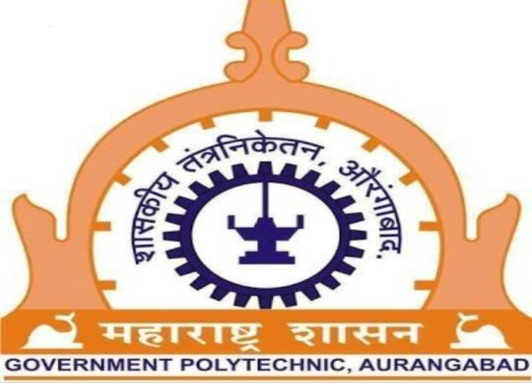 शासकीय तंत्रनिकेतन, औरंगाबाद.
महाराष्ट्र शासन
GOVERNMENT POLYTECHNIC, AURANGABAD